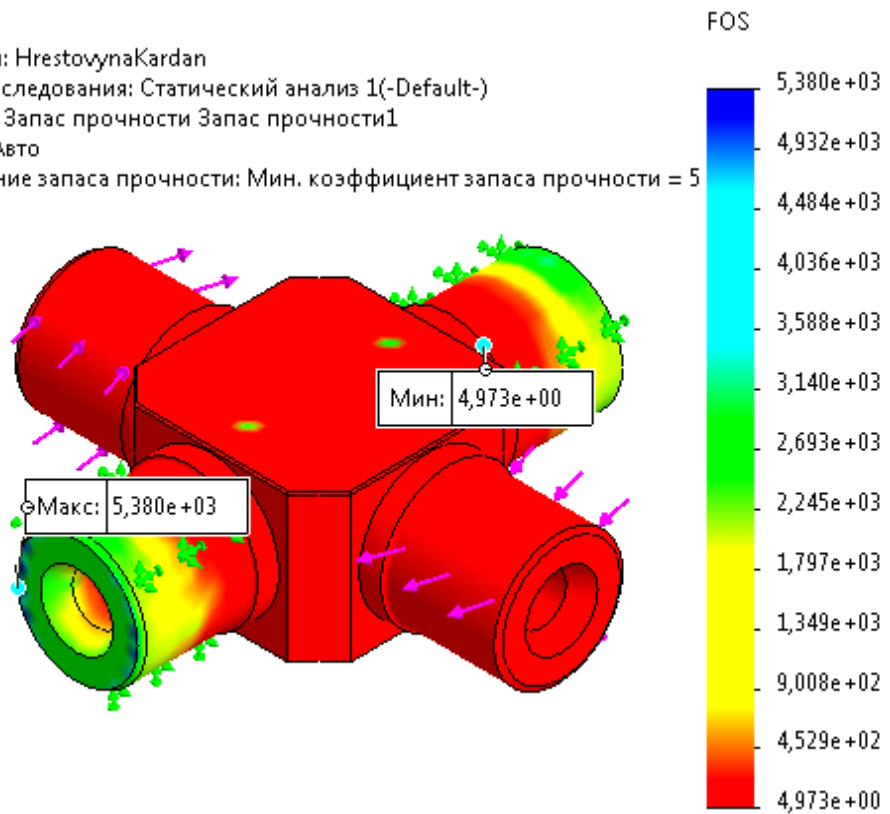 FOS
: HrestovynaKardan
следования: Статический анализ 1(-Default-)
Запас прочности Запас прочности1
Авто
ние запаса прочности: Мин. коэффициент запаса прочности = 5
5,380e+03
4,932e+03
4,484e+03
4,036e+03
3,588e+03
3,140e+03
2,693e+03
2,245e+03
1,797e+03
1,349e+03
9,008e+02
4,529e+02
4,973e+00
Мин: 4,973e+00
Макс: 5,380e+03